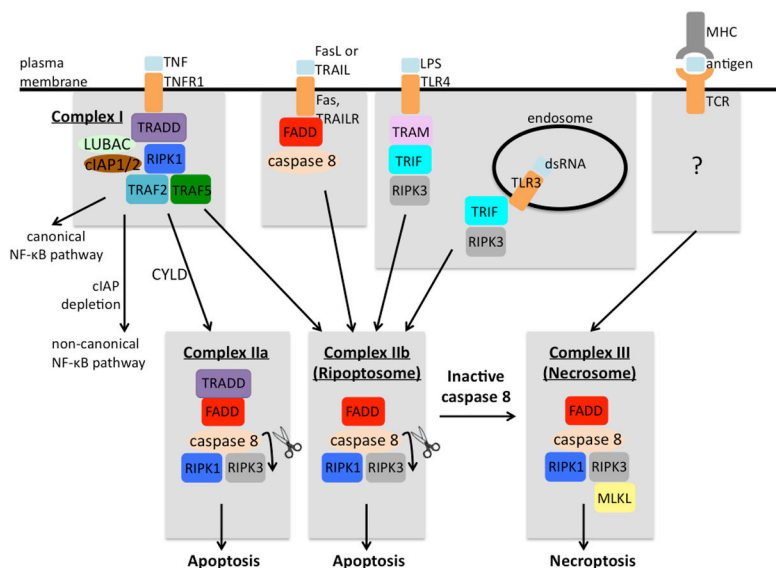 MHC
plasma
membrane
TNF
TNFR1
FasL or
TRAIL
Fas,
TRAILR
LPS
TLR4
antigen
TCR
Complex I
TRADD
LUBAC
cIAP1/2
RIPK1
TRAF2
TRAF5
FADD
caspase 8
TRAM
TRIF
RIPK3
endosome
dsRNA
TLR3
TRIF
RIPK3
?
canonical
NF-κB pathway
cIAP
depletion
CYLD
non-canonical
NF-κB pathway
Complex IIa
TRADD
FADD
caspase 8
RIPK1
RIPK3
Apoptosis
Complex IIb
(Ripoptosome)
FADD
caspase 8
RIPK1
RIPK3
Apoptosis
Inactive
caspase 8
Complex III
(Necrosome)
FADD
caspase 8
RIPK1
RIPK3
MLKL
Necroptosis